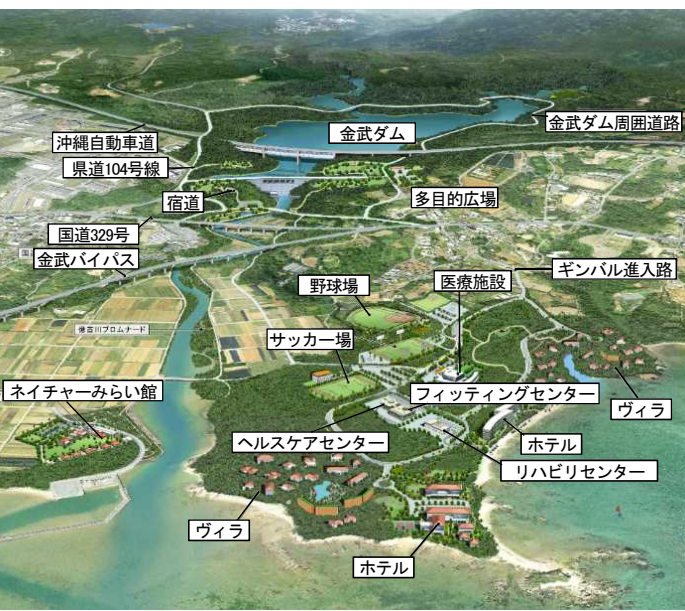 金武ダム
金武ダム周囲道路
沖縄自動車道
県道104号線
宿道
多目的広場
国道329号
金武バイパス
ギンバル進入路
野球場
医療施設
億首川プロムナード
サッカー場
ネイチャーみらい館
フィッティングセンター
ヴィラ
ヘルスケアセンター
ホテル
リハビリセンター
ヴィラ
ホテル